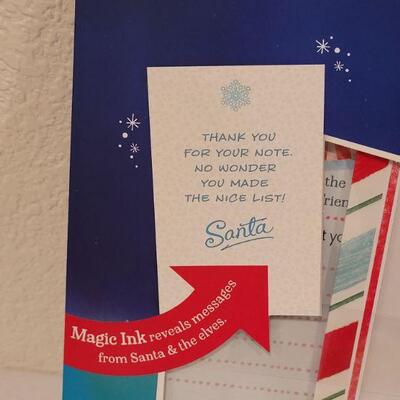 THANK YOU
FOR YOUR NOTE.
NO WONDER
YOU MADE
THE NICE LIST!
Santa
the
Magic Ink reveals messages
from Santa & the elves.